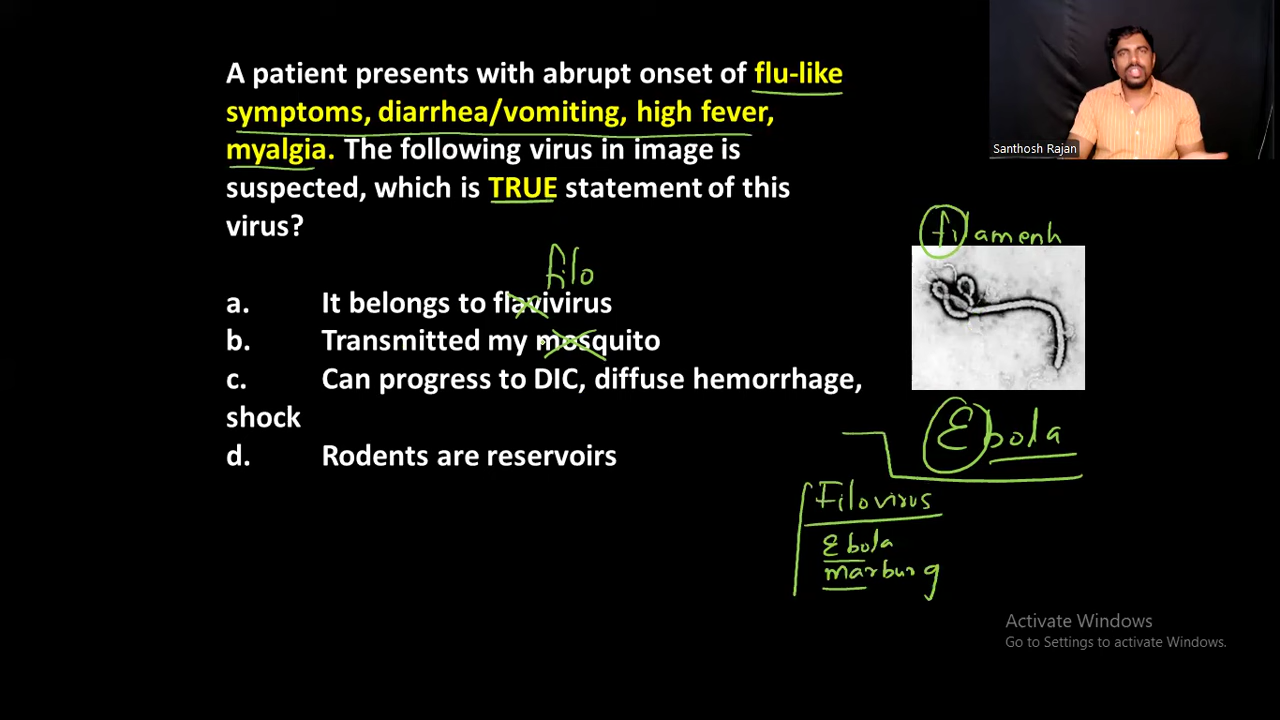 A patient presents with abrupt onset of flu-like
symptoms, diarrhea/vomiting, high fever,
myalgia. The following virus in image is
suspected, which is TRUE statement of this
virus?
filo
a. It belongs to flavivirus
b. Transmitted my mosquito
c. Can progress to DIC, diffuse hemorrhage,
shock
d. Rodents are reservoirs
Santhosh Rajan
filamenh
Ebola
Filovirus
Ebola
marburg
Activate Windows
Go to Settings to activate Windows.